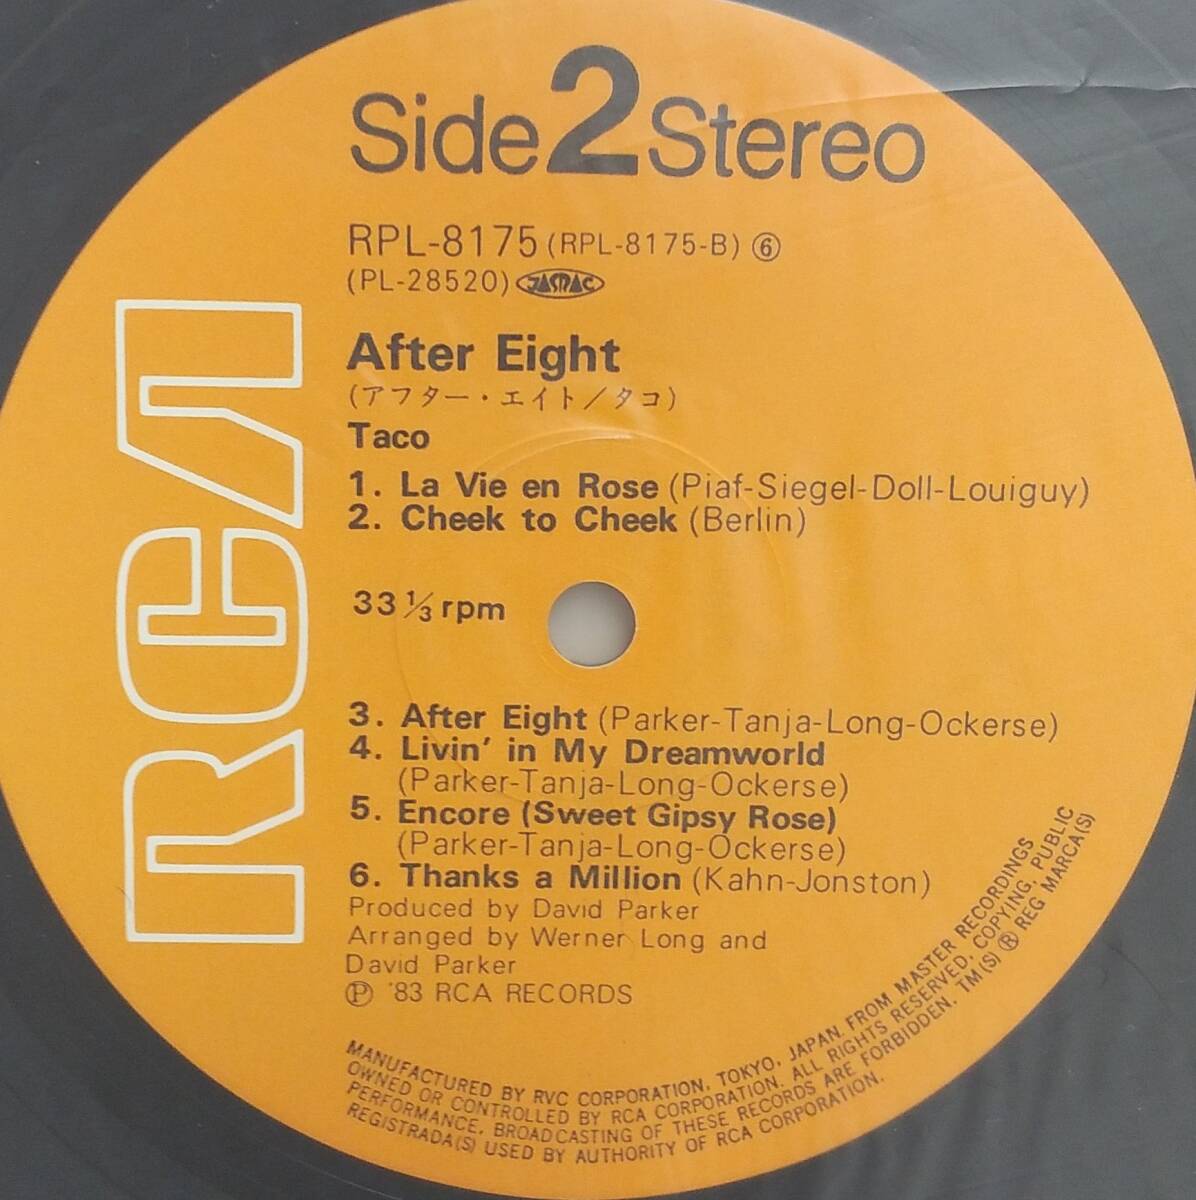 Side 2 Stereo
RPL-8175 (RPL-8175-B) ⑥
(PL-28520) JASRAC
After Eight
(アフター・エイト/タコ)
Taco
1. La Vie en Rose (Piaf-Siegel-Doll-Louiguy)
2. Cheek to Cheek (Berlin)
33 1/3 rpm
3. After Eight (Parker-Tanja-Long-Ockerse)
4. Livin' in My Dreamworld
(Parker-Tanja-Long-Ockerse)
5. Encore (Sweet Gipsy Rose)
(Parker-Tanja-Long-Ockerse)
6. Thanks a Million (Kahn-Jonston)
Produced by David Parker
Arranged by Werner Long and
David Parker
Ⓟ '83 RCA RECORDS
RCA
MANUFACTURED BY RVC CORPORATION, TOKYO, JAPAN. FROM MASTER RECORDINGS
OWNED OR CONTROLLED BY RCA CORPORATION. ALL RIGHTS RESERVED. COPYING, PUBLIC
PERFORMANCE, BROADCASTING OF THESE RECORDS ARE FORBIDDEN. TM(S) ® REG MARCA(S)
REGISTRADA(S) USED BY AUTHORITY OF RCA CORPORATION.